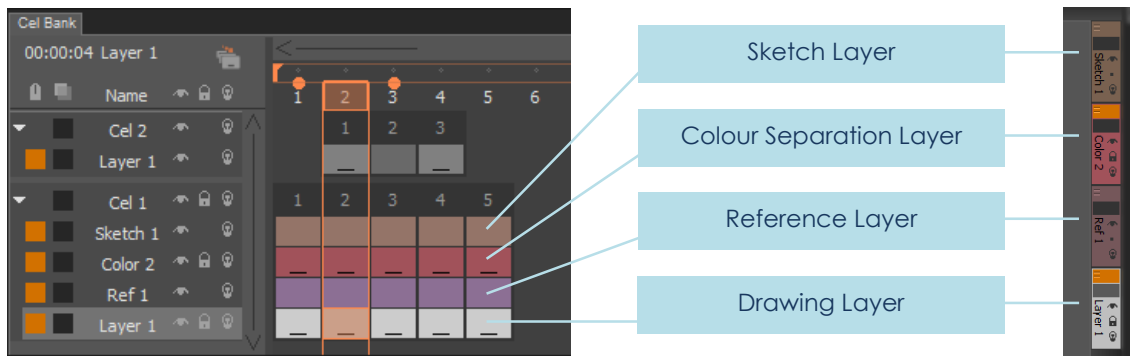 Cel Bank
00:00:04 Layer 1
Name
1 2 3 4 5 6
Cel 2
1 2 3
Layer 1
Cel 1
1 2 3 4 5
Sketch 1
Color 2
Ref 1
Layer 1
Sketch Layer
Colour Separation Layer
Reference Layer
Drawing Layer
Sketch 1
Color 2
Ref 1
Layer 1